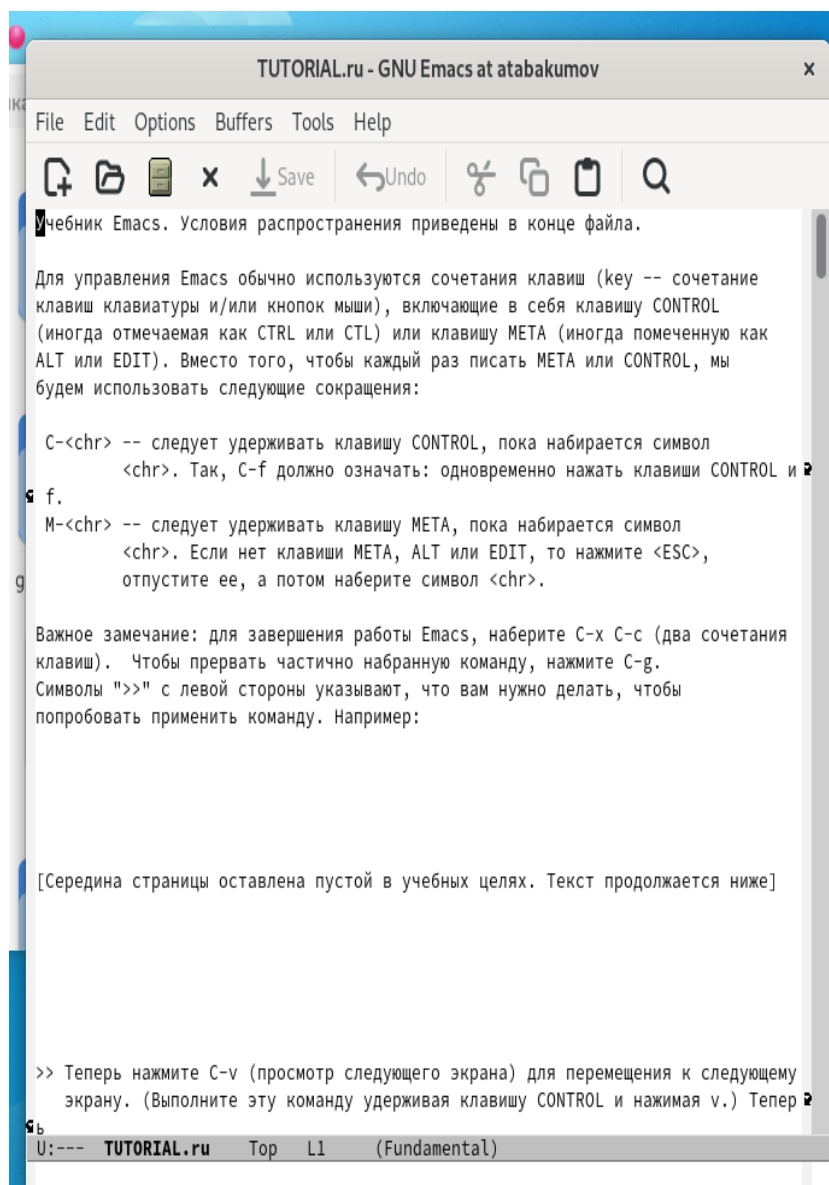 TUTORIAL.ru - GNU Emacs at atabakumov
x
File Edit Options Buffers Tools Help
Save Undo
Учебник Emacs. Условия распространения приведены в конце файла.
Для управления Emacs обычно используются сочетания клавиш (key -- сочетание
клавиш клавиатуры и/или кнопок мыши), включающие в себя клавишу CONTROL
(иногда отмечаемая как CTRL или CTL) или клавишу META (иногда помеченную как
ALT или EDIT). Вместо того, чтобы каждый раз писать META или CONTROL, мы
будем использовать следующие сокращения:
C-<chr> -- следует удерживать клавишу CONTROL, пока набирается символ
<chr>. Так, C-f должно означать: одновременно нажать клавиши CONTROL и
f.
M-<chr> -- следует удерживать клавишу META, пока набирается символ
<chr>. Если нет клавиши META, ALT или EDIT, то нажмите <ESC>,
отпустите ее, а потом наберите символ <chr>.
Важное замечание: для завершения работы Emacs, наберите C-x C-c (два сочетания
клавиш). Чтобы прервать частично набранную команду, нажмите C-g.
Символы ">>" с левой стороны указывают, что вам нужно делать, чтобы
попробовать применить команду. Например:
[Середина страницы оставлена пустой в учебных целях. Текст продолжается ниже]
>> Теперь нажмите C-v (просмотр следующего экрана) для перемещения к следующему
экрану. (Выполните эту команду удерживая клавишу CONTROL и нажимая v.) Тепер
ь
U:--- TUTORIAL.ru Top L1 (Fundamental)